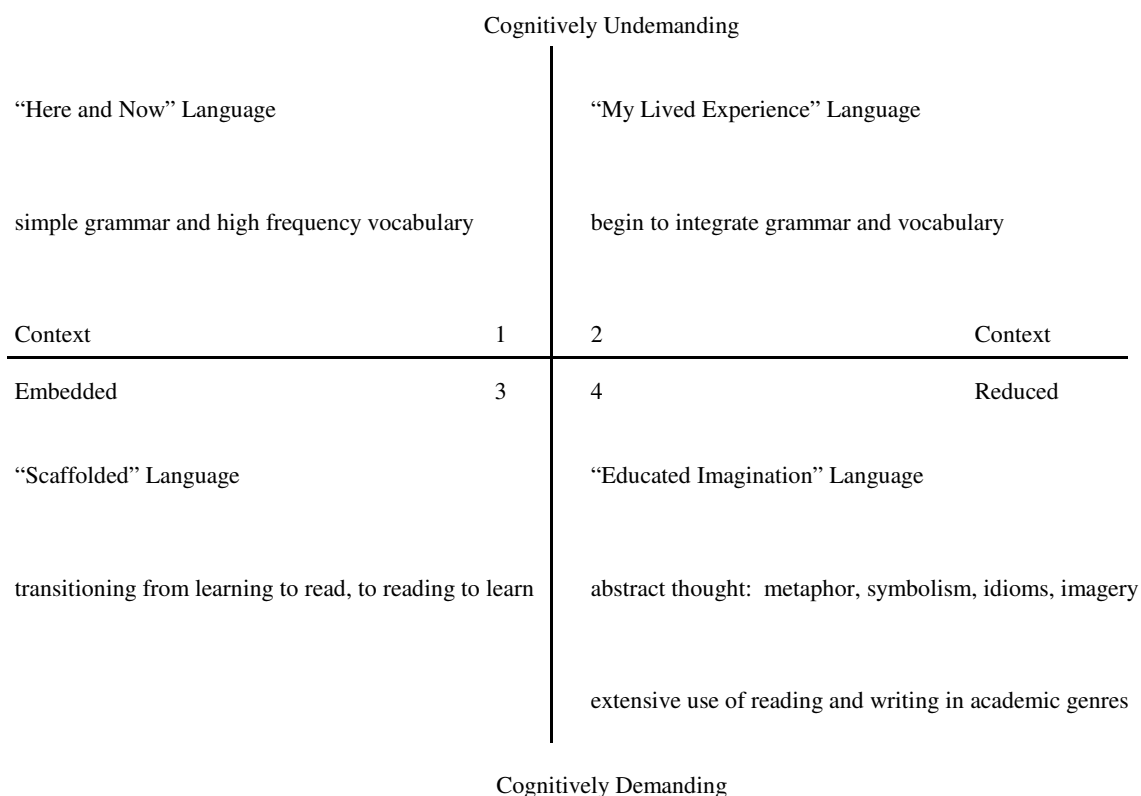 Cognitively Undemanding
“Here and Now” Language
“My Lived Experience” Language
simple grammar and high frequency vocabulary
begin to integrate grammar and vocabulary
Context 1 2 Context
Embedded 3 4 Reduced
“Scaffolded” Language
“Educated Imagination” Language
transitioning from learning to read, to reading to learn
abstract thought:  metaphor, symbolism, idioms, imagery
extensive use of reading and writing in academic genres
Cognitively Demanding